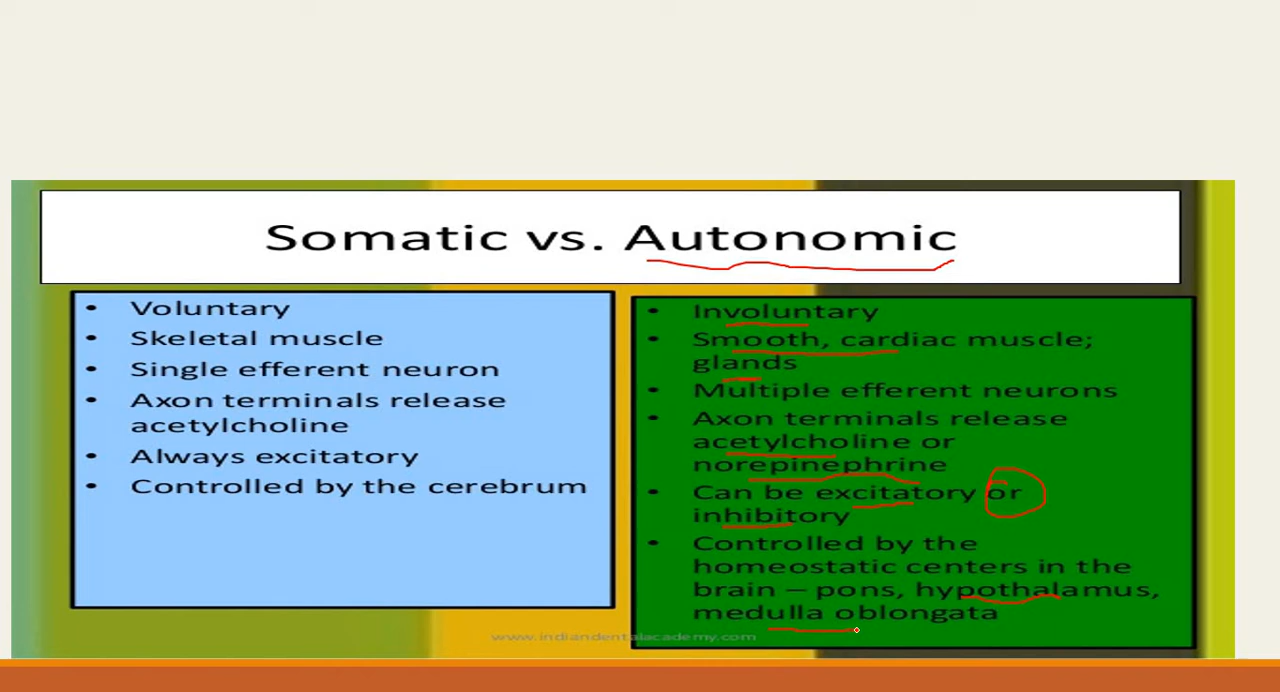 Somatic vs. Autonomic
• Voluntary
• Skeletal muscle
• Single efferent neuron
• Axon terminals release
acetylcholine
• Always excitatory
• Controlled by the cerebrum
• Involuntary
• Smooth, cardiac muscle;
glands
• Multiple efferent neurons
• Axon terminals release
acetylcholine or
norepinephrine
• Can be excitatory or
inhibitory
• Controlled by the
homeostatic centers in the
brain – pons, hypothalamus,
medulla oblongata
www.indiandentalacademy.com